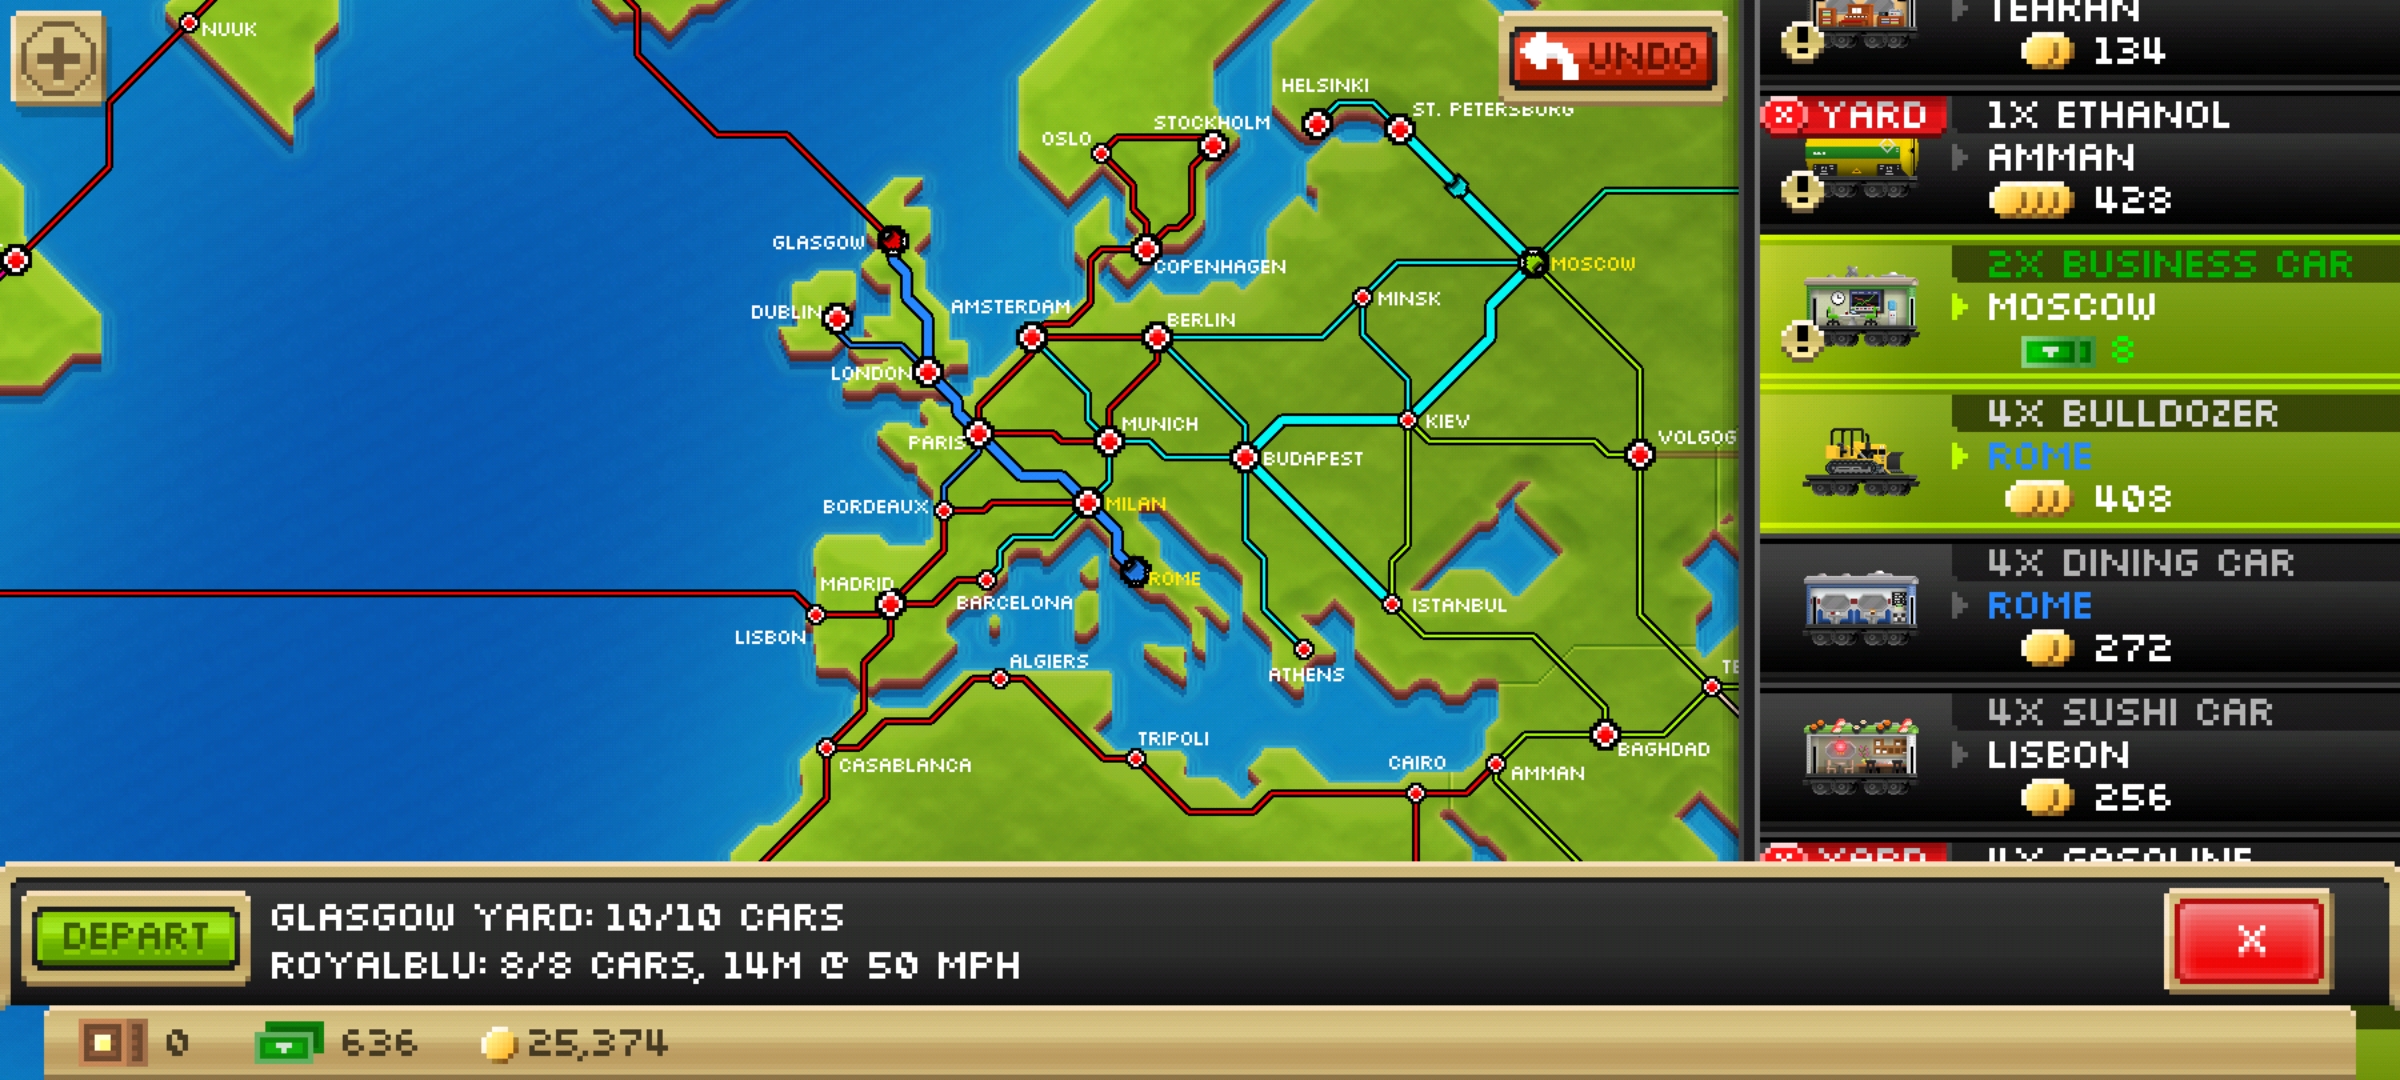 NUUK
UNDO
HELSINKI
ST. PETERSBURG
STOCKHOLM
OSLO
GLASGOW
COPENHAGEN
MOSCOW
MINSK
DUBLIN
AMSTERDAM
BERLIN
LONDON
PARIS
MUNICH
BUDAPEST
KIEV
VOLGOG
BORDEAUX
MILAN
ROME
MADRID
BARCELONA
ISTANBUL
LISBON
ALGIERS
ATHENS
TE
TRIPOLI
CASABLANCA
CAIRO
AMMAN
BAGHDAD
TEHRAN
134
YARD
1X ETHANOL
AMMAN
428
2X BUSINESS CAR
MOSCOW
8
4X BULLDOZER
ROME
408
4X DINING CAR
ROME
272
4X SUSHI CAR
LISBON
256
YARD
4X GASOLINE
DEPART
GLASGOW YARD: 10/10 CARS
ROYALBLU: 8/8 CARS, 14M @ 50 MPH
X
0
636
25,374